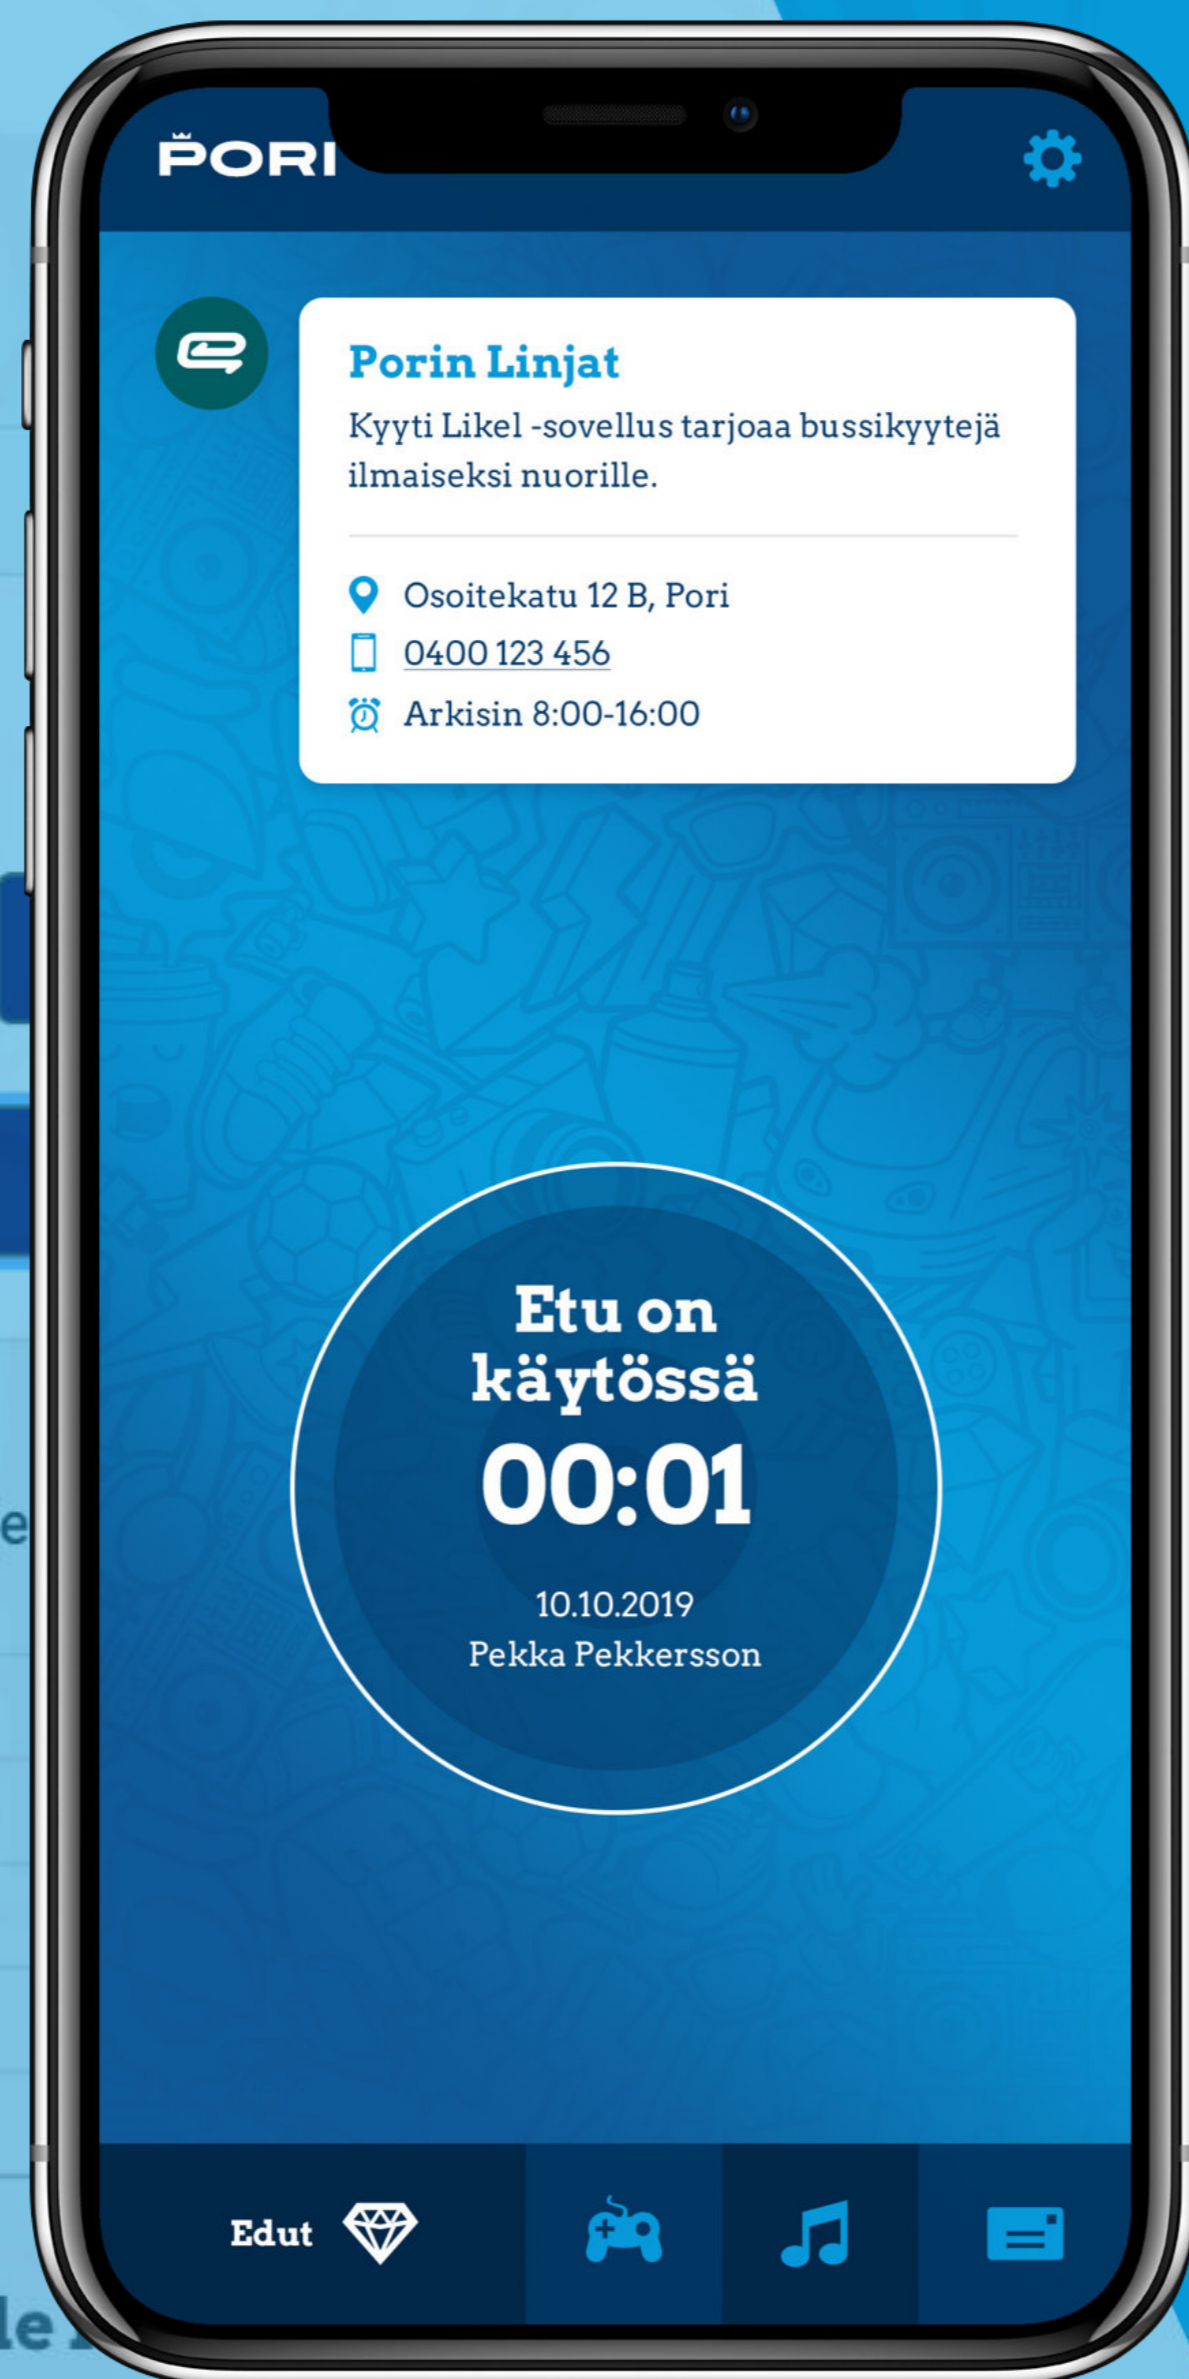 PORI
Porin Linjat
Kyyti Likel -sovellus tarjoaa bussikyytejä
ilmaiseksi nuorille.
Osoitekatu 12 B, Pori
0400 123 456
Arkisin 8:00-16:00
Etu on
käytössä
00:01
10.10.2019
Pekka Pekkersson
Edut